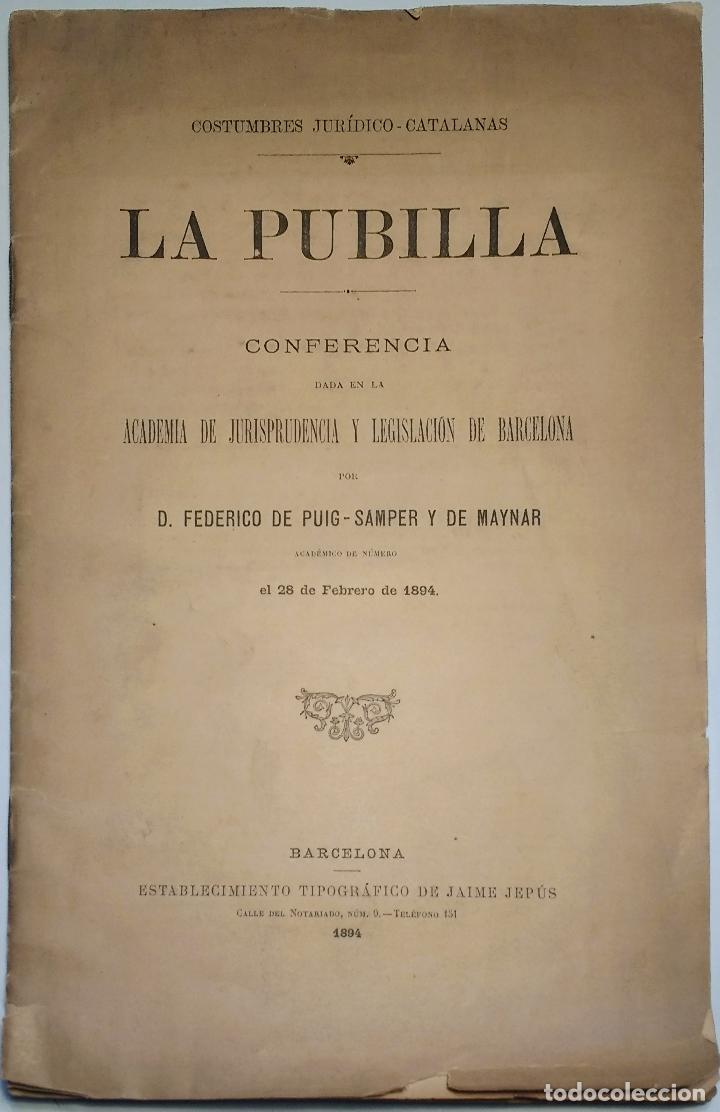 COSTUMBRES JURÍDICO-CATALANAS
LA PUBILLA
CONFERENCIA
DADA EN LA
ACADEMIA DE JURISPRUDENCIA Y LEGISLACIÓN DE BARCELONA
POR
D. FEDERICO DE PUIG-SAMPER Y DE MAYNAR
ACADÉMICO DE NÚMERO
el 28 de Febrero de 1894.
BARCELONA
ESTABLECIMIENTO TIPOGRÁFICO DE JAIME JEPÚS
CALLE DEL NOTARIADO, NÚM. 9.—TELÉFONO 151
1894
todocoleccion